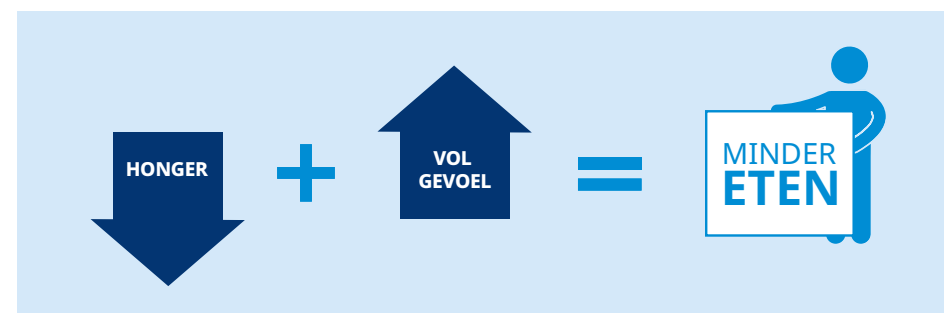 HONGER
VOL
GEVOEL
MINDER
ETEN